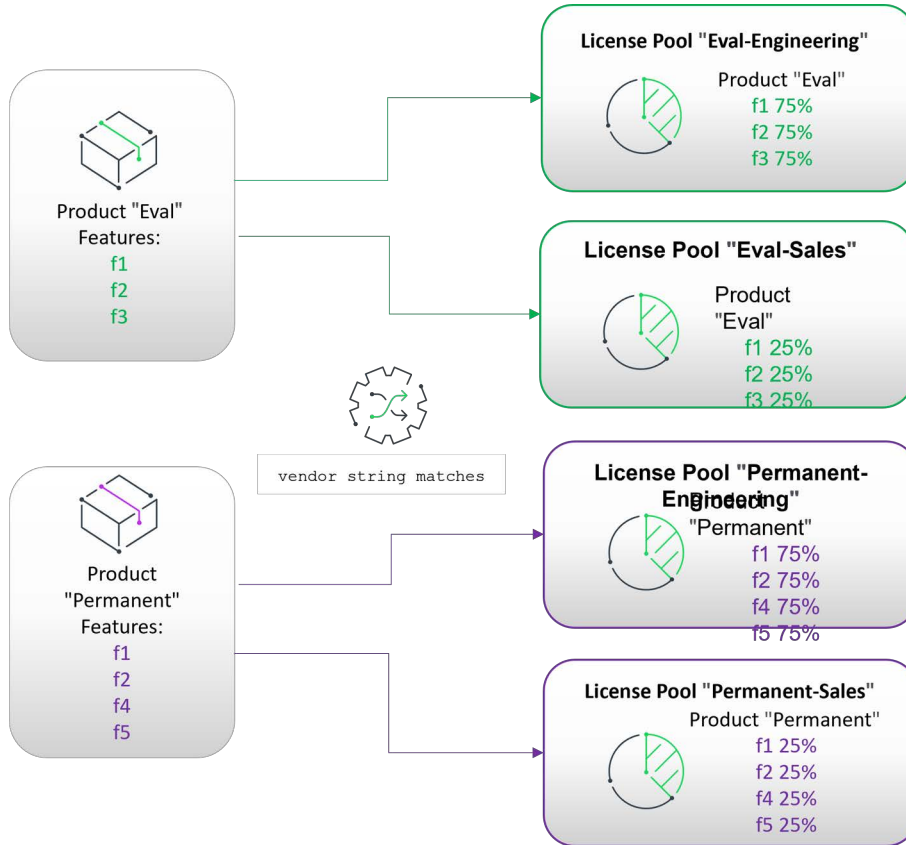 License Pool "Eval-Engineering"
Product "Eval"
f1 75%
f2 75%
f3 75%
Product "Eval"
Features:
f1
f2
f3
License Pool "Eval-Sales"
Product
"Eval"
f1 25%
f2 25%
f3 25%
vendor string matches
License Pool "Permanent-
Engineering"
Product
"Permanent"
f1 75%
f2 75%
f4 75%
f5 75%
Product
"Permanent"
Features:
f1
f2
f4
f5
License Pool "Permanent-Sales"
Product "Permanent"
f1 25%
f2 25%
f4 25%
f5 25%